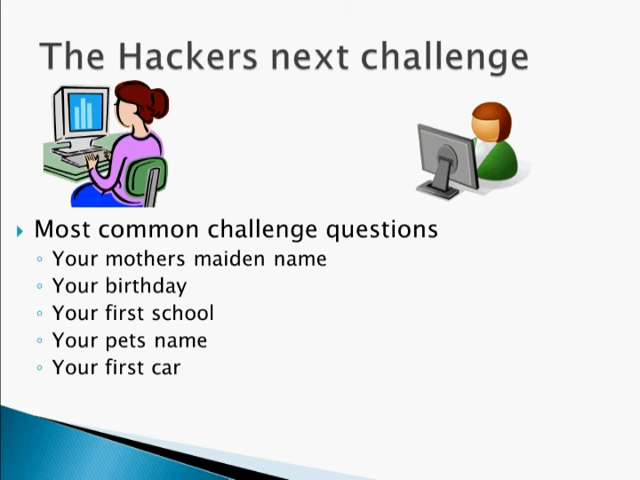 The Hackers next challenge
Most common challenge questions
Your mothers maiden name
Your birthday
Your first school
Your pets name
Your first car